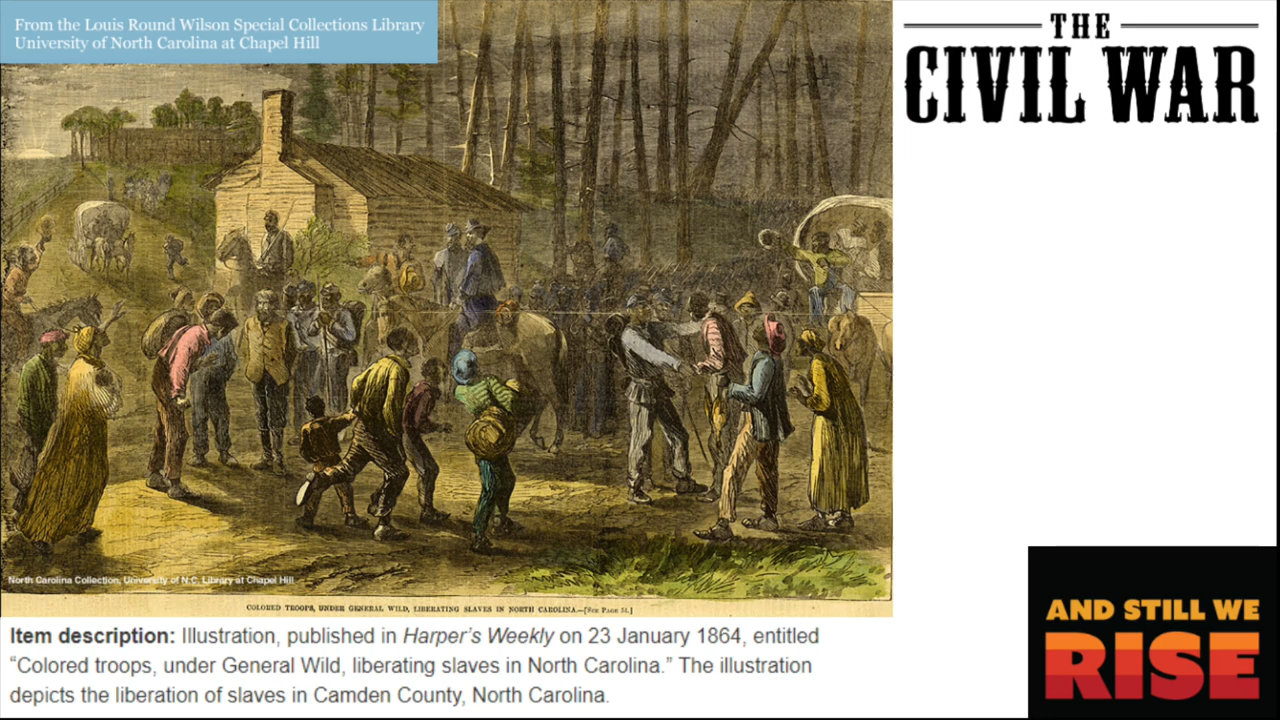 From the Louis Round Wilson Special Collections Library
University of North Carolina at Chapel Hill
THE
CIVIL WAR
North Carolina Collection, University of N.C. Library at Chapel Hill
COLORED TROOPS, UNDER GENERAL WILD, LIBERATING SLAVES IN NORTH CAROLINA.—[See Page 51.]
Item description: Illustration, published in Harper's Weekly on 23 January 1864, entitled
“Colored troops, under General Wild, liberating slaves in North Carolina.” The illustration
depicts the liberation of slaves in Camden County, North Carolina.
AND STILL WE
RISE